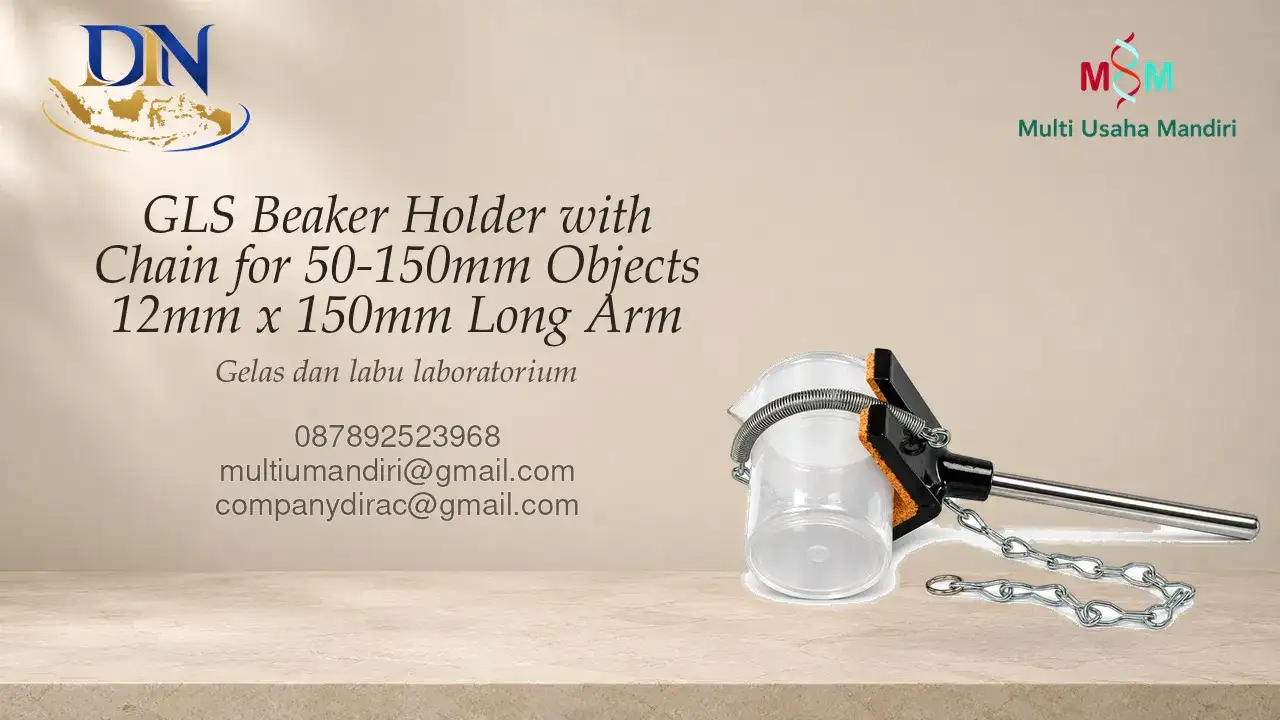 DN
M M
Multi Usaha Mandiri
GLS Beaker Holder with
Chain for 50-150mm Objects
12mm x 150mm Long Arm
Gelas dan labu laboratorium
087892523968
multiumandiri@gmail.com
companydirac@gmail.com